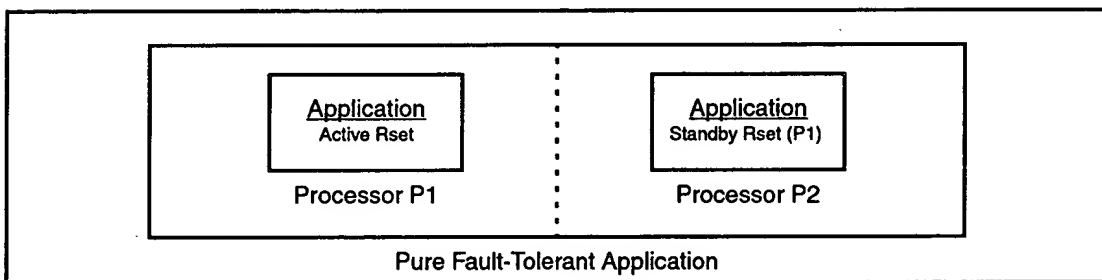 Application
Active Rset
Processor P1
Application
Standby Rset (P1)
Processor P2
Pure Fault-Tolerant Application